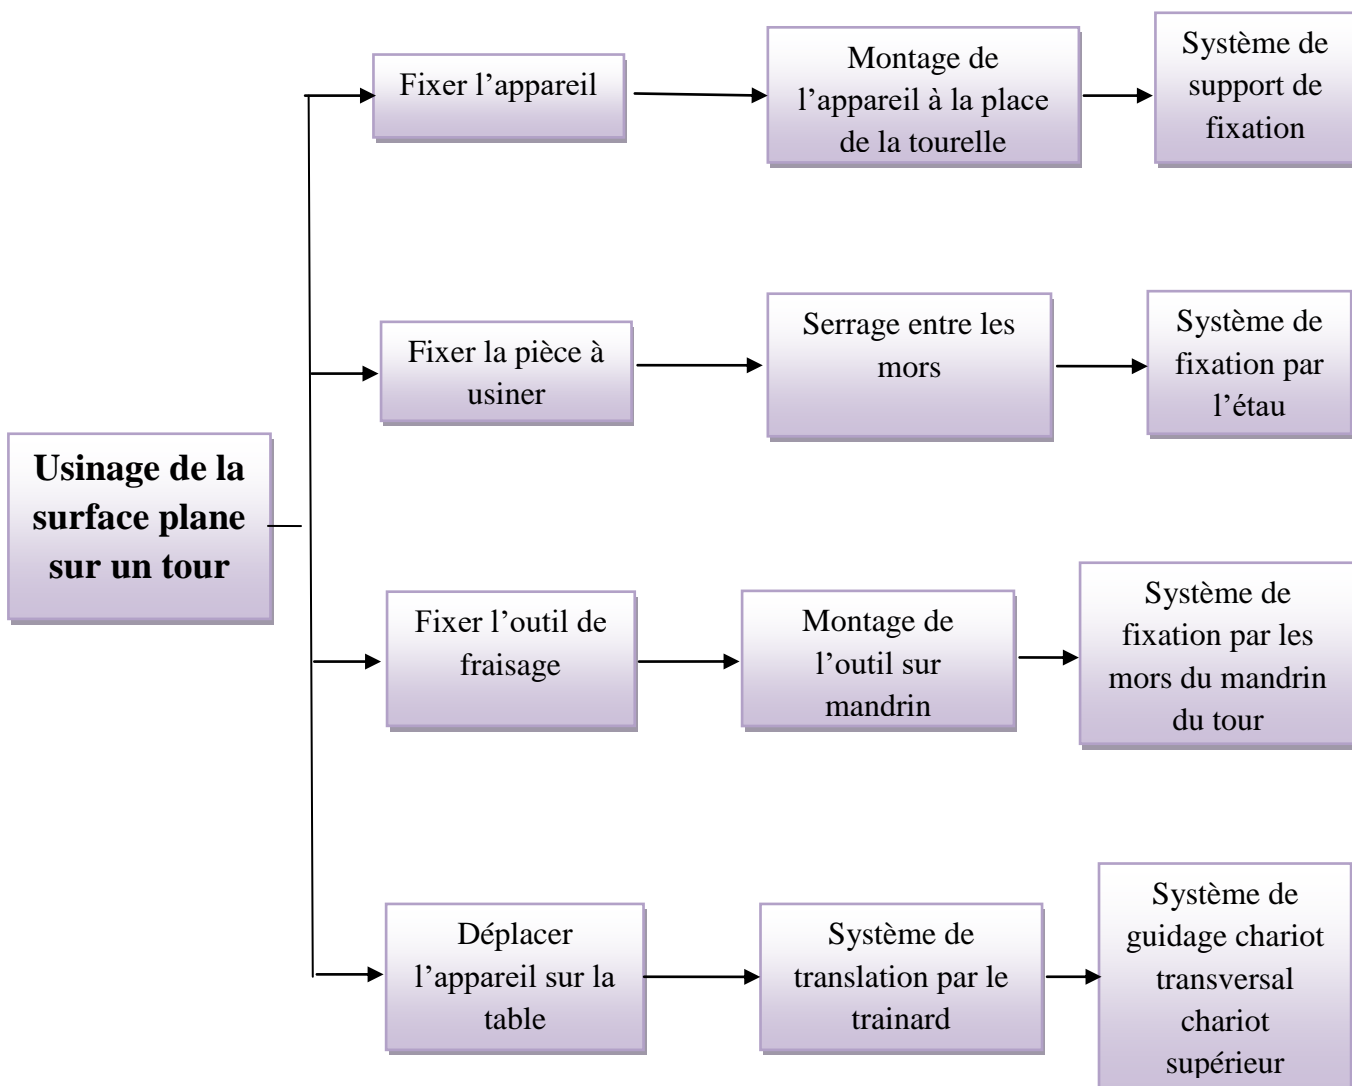 Fixer l’appareil
Montage de
l’appareil à la place
de la tourelle
Système de
support de
fixation
Fixer la pièce à
usiner
Serrage entre les
mors
Système de
fixation par
l’étau
Usinage de la
surface plane
sur un tour
Fixer l’outil de
fraisage
Montage de
l’outil sur
mandrin
Système de
fixation par les
mors du mandrin
du tour
Déplacer
l’appareil sur la
table
Système de
translation par le
trainard
Système de
guidage chariot
transversal
chariot
supérieur